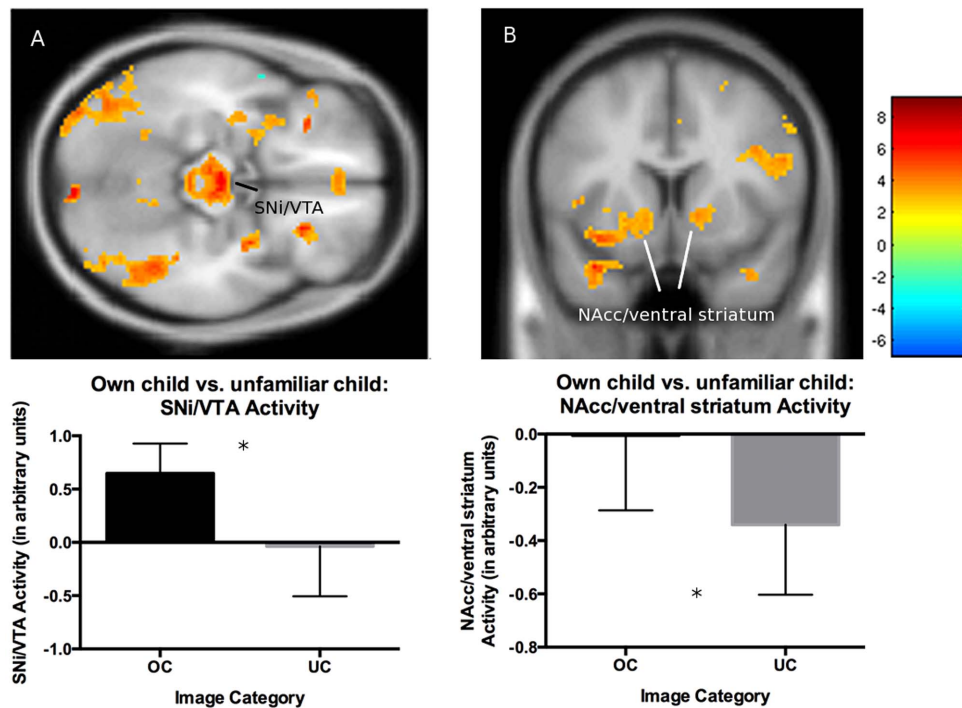 A
SNi/VTA
B
NAcc/ventral striatum
8
6
4
2
0
-2
-4
-6
Own child vs. unfamiliar child:
SNi/VTA Activity
SNi/VTA Activity (in arbitrary units)
1.0
0.5
0.0
-0.5
-1.0
*
OC
UC
Image Category
Own child vs. unfamiliar child:
NAcc/ventral striatum Activity
NAcc/ventral striatum
Activity (in arbitrary units)
0.0
-0.2
-0.4
-0.6
-0.8
*
OC
UC
Image Category